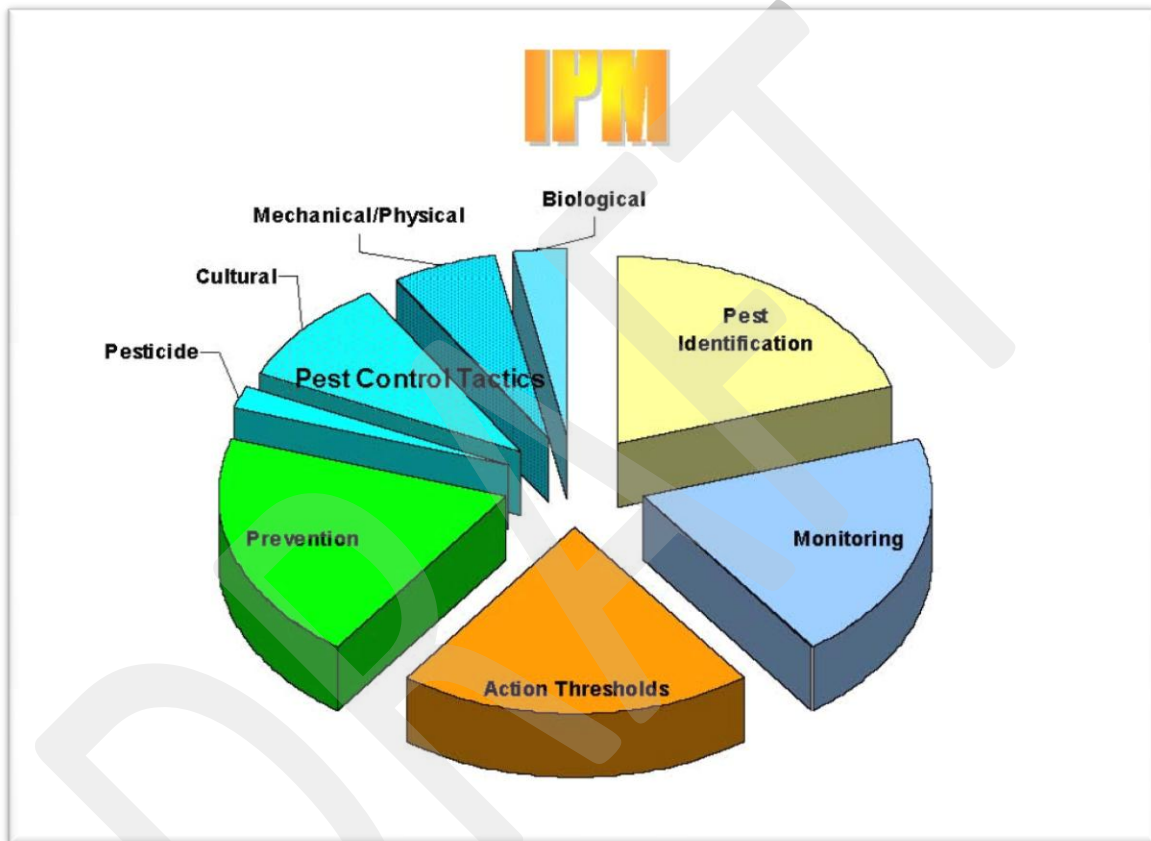 IPM
Biological
Mechanical/Physical
Cultural
Pesticide
Pest Control Tactics
Pest
Identification
Monitoring
Prevention
Action Thresholds
DRAFT